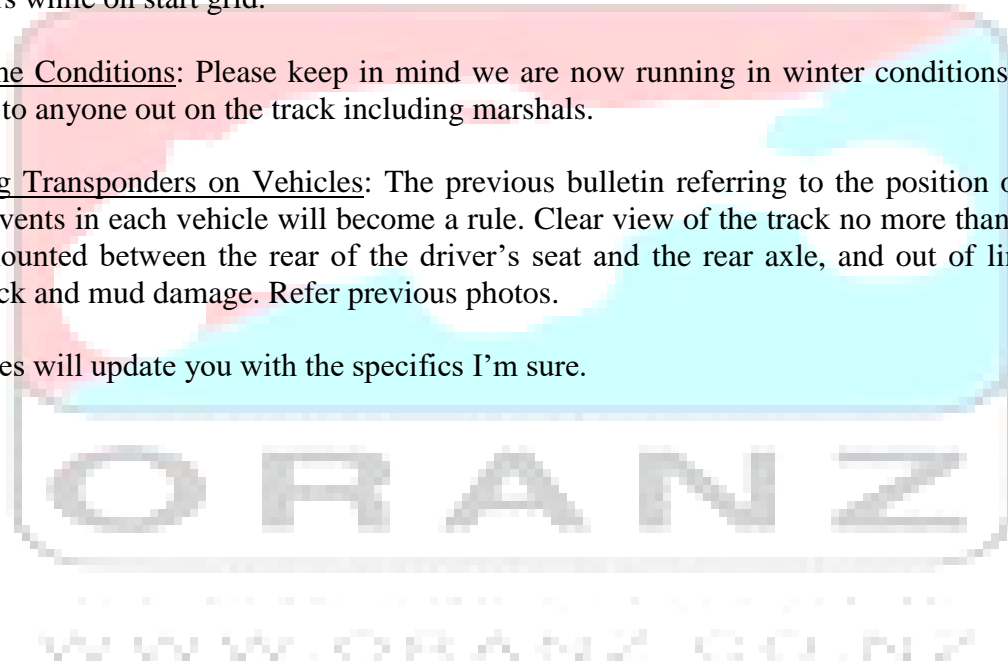 s while on start grid.
ne Conditions: Please keep in mind we are now running in winter conditions
to anyone out on the track including marshals.
g Transponders on Vehicles: The previous bulletin referring to the position o
vents in each vehicle will become a rule. Clear view of the track no more than
ounted between the rear of the driver’s seat and the rear axle, and out of li
ck and mud damage. Refer previous photos.
es will update you with the specifics I’m sure.
ORANZ
WWW.ORANZ.CO.NZ